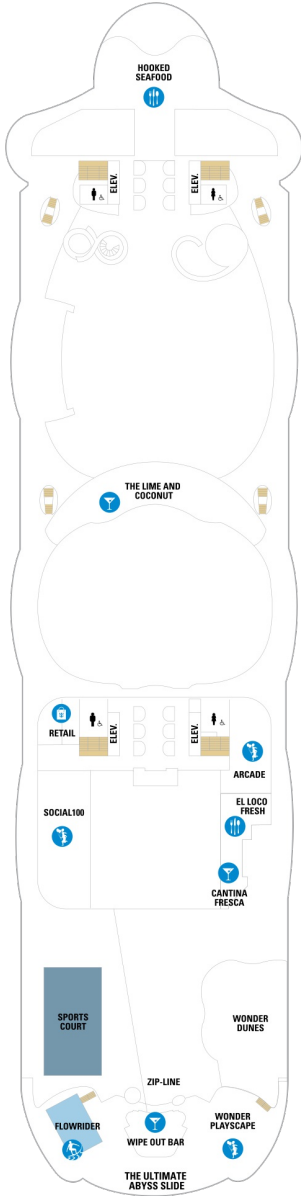 HOOKED
SEAFOOD
ELEV.
ELEV.
THE LIME AND
COCONUT
RETAIL
ELEV.
ELEV.
ARCADE
SOCIAL100
EL LOCO
FRESH
CANTINA
FRESCA
SPORTS
COURT
WONDER
DUNES
ZIP-LINE
FLOWRIDER
WIPE OUT BAR
WONDER
PLAYSCAPE
THE ULTIMATE
ABYSS SLIDE